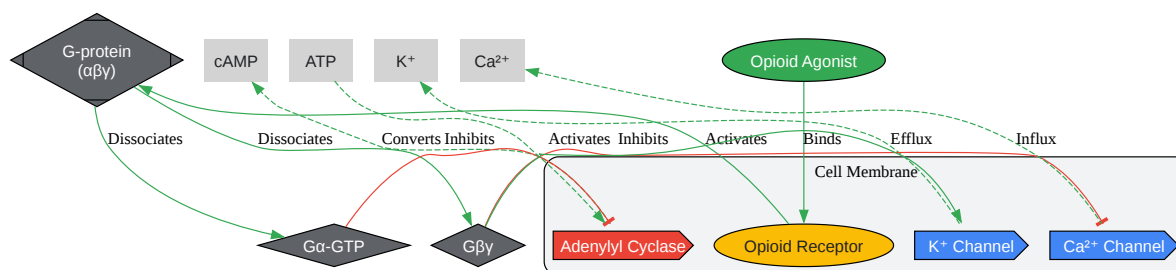 G-protein
(αβγ)
cAMP
ATP
K⁺
Ca²⁺
Opioid Agonist
Dissociates
Dissociates
Converts
Inhibits
Activates
Inhibits
Activates
Binds
Efflux
Influx
Cell Membrane
Gα-GTP
Gβγ
Adenylyl Cyclase
Opioid Receptor
K⁺ Channel
Ca²⁺ Channel